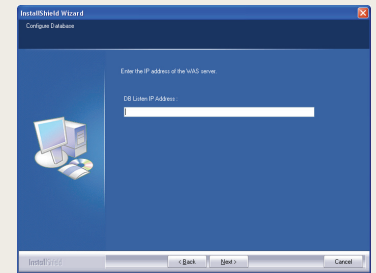 InstallShield Wizard
Configure Database
Enter the IP address of the WAS server.
DB Listen IP Address :
InstallShield
< Back
Next >
Cancel